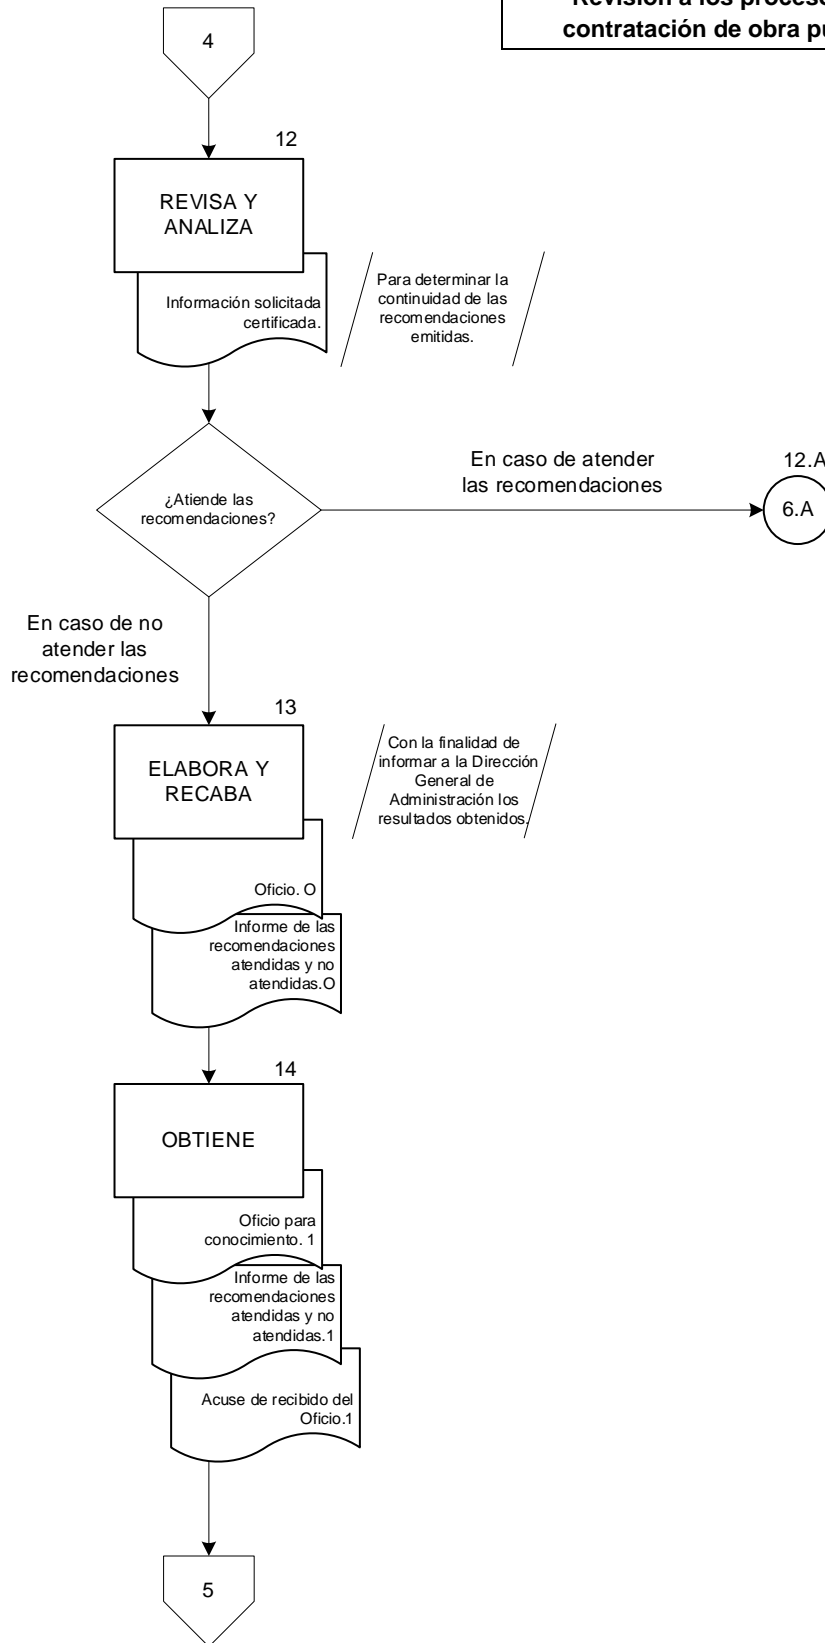 Revisión a los
contratación de obra
4
12
REVISA Y
ANALIZA
Información solicitada
certificada.
Para determinar la
continuidad de las
recomendaciones
emitidas.
¿Atiende las
recomendaciones?
En caso de atender
las recomendaciones
12.A
6.A
En caso de no
atender las
recomendaciones
13
ELABORA Y
RECABA
Con la finalidad de
informar a la Dirección
General de
Administración los
resultados obtenidos.
Oficio. O
Informe de las
recomendaciones
atendidas y no
atendidas.O
14
OBTIENE
Oficio para
conocimiento. 1
Informe de las
recomendaciones
atendidas y no
atendidas.1
Acuse de recibido del
Oficio.1
5